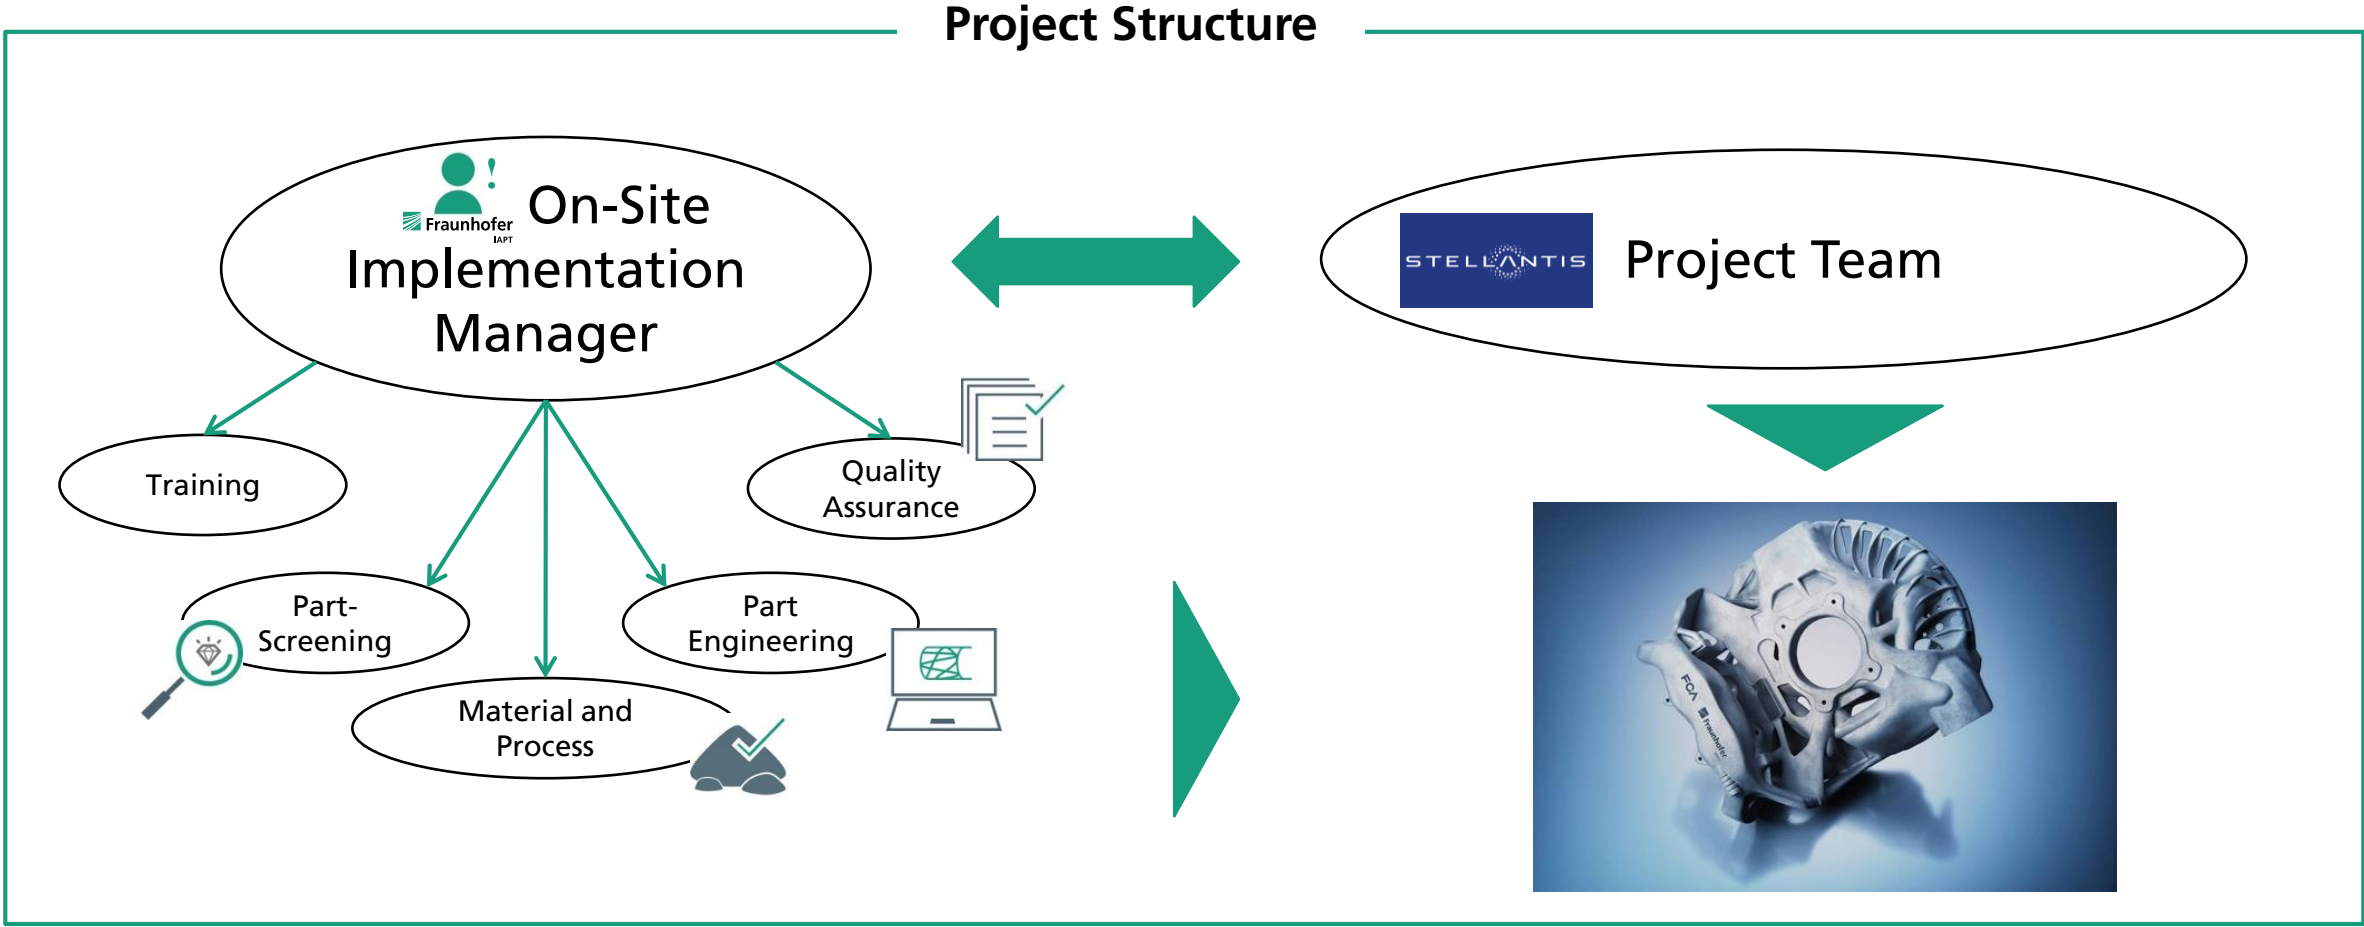 Project Structure
Fraunhofer
IAPT
On-Site
Implementation
Manager
STELLANTIS
Project Team
Training
Quality
Assurance
Part-
Screening
Part
Engineering
Material and
Process
FCA
Fraunhofer